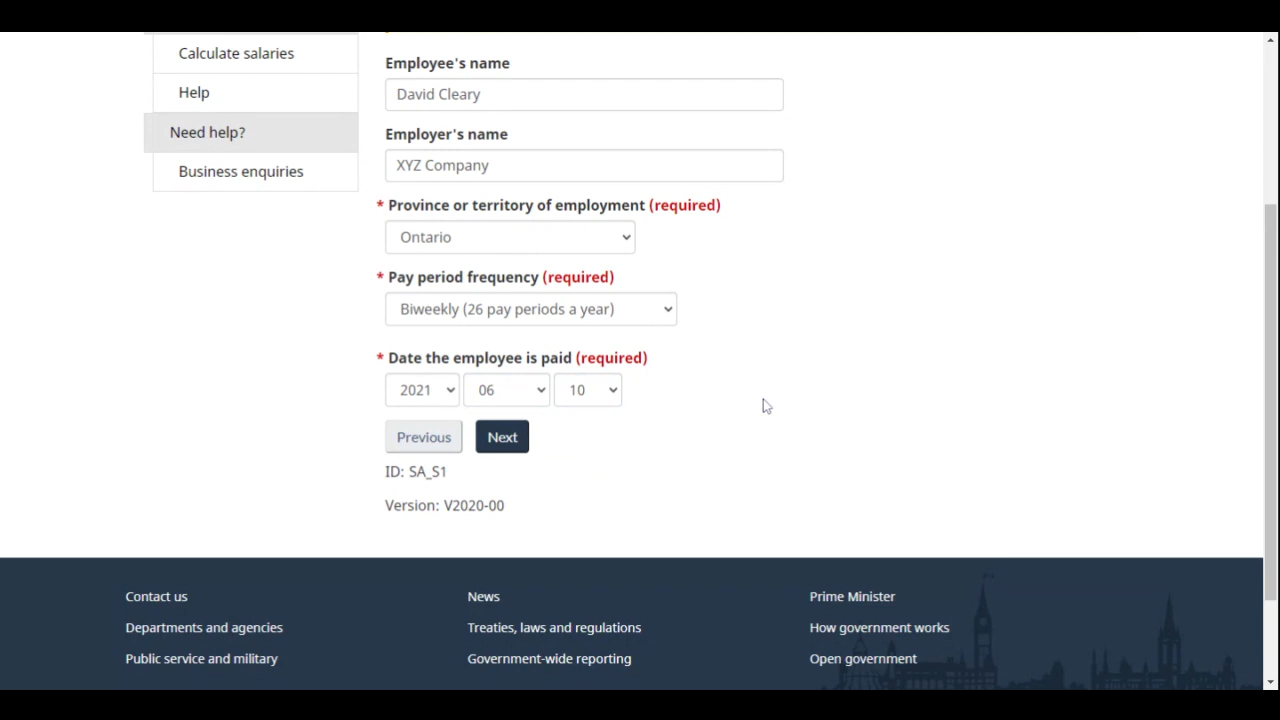 Calculate salaries
Help
Need help?
Business enquiries
Employee's name
David Cleary
Employer's name
XYZ Company
* Province or territory of employment (required)
Ontario
* Pay period frequency (required)
Biweekly (26 pay periods a year)
* Date the employee is paid (required)
2021 06 10
Previous Next
ID: SA_S1
Version: V2020-00
Contact us News Prime Minister
Departments and agencies Treaties, laws and regulations How government works
Public service and military Government-wide reporting Open government